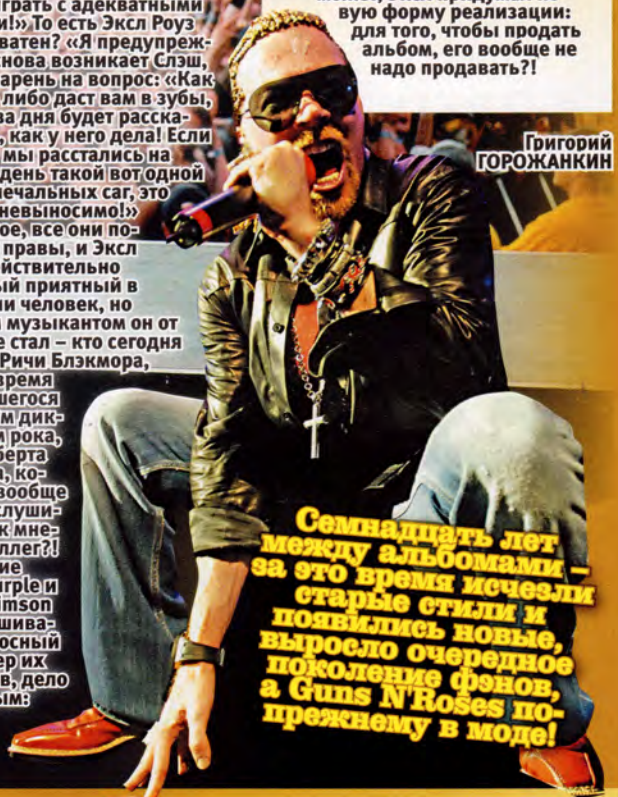 играть с адекватными
и!» То есть Эксл Роуз
ватен? «Я предупреж-
снова возникает Слэш,
арень на вопрос: «Как
либо даст вам в зубы,
ва дня будет расска-
, как у него дела! Если
мы расстались на
день такой вот одной
ечальных саг, это
невыносимо!»
ое, все они по-
правы, и Эксл
йствительно
ый приятный в
и человек, но
музыкантом он от
е стал – кто сегодня
Ричи Блэкмора,
время
шегося
м дик-
м рока,
берта
а, ко-
вообще
слуши-
к мне-
ллег?!
ие
urple и
imson
шива-
осный
ер их
в, дело
ым:
вую форму реализации:
для того, чтобы продать
альбом, его вообще не
надо продавать?!
Григорий
ГОРОЖАНКИН
Семнадцать лет
между альбомами –
за это время исчезли
старые стили и
появились новые,
выросло очередное
поколение фэнов,
а Guns N'Roses по-
прежнему в моде!